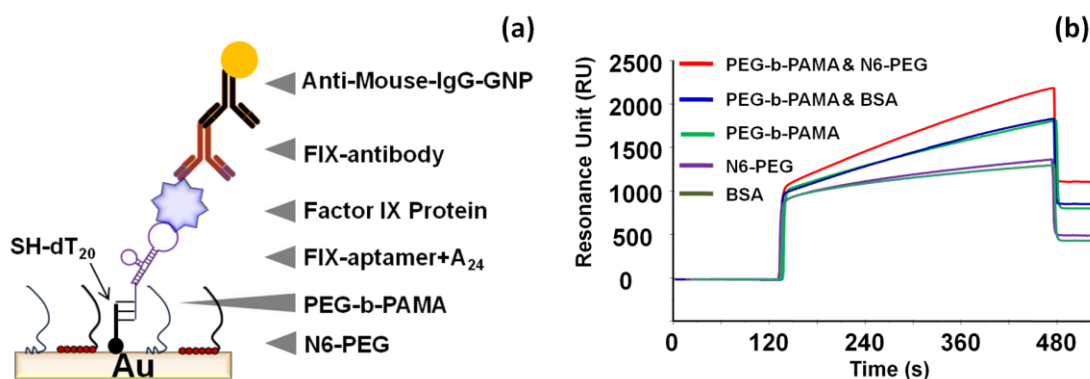 (a)
Anti-Mouse-IgG-GNP
FIX-antibody
Factor IX Protein
FIX-aptamer+A24
PEG-b-PAMA
N6-PEG
SH-dT20
Au
(b)
Resonance Unit (RU)
2500
2000
1500
1000
500
0
PEG-b-PAMA & N6-PEG
PEG-b-PAMA & BSA
PEG-b-PAMA
N6-PEG
BSA
0 120 240 360 480
Time (s)